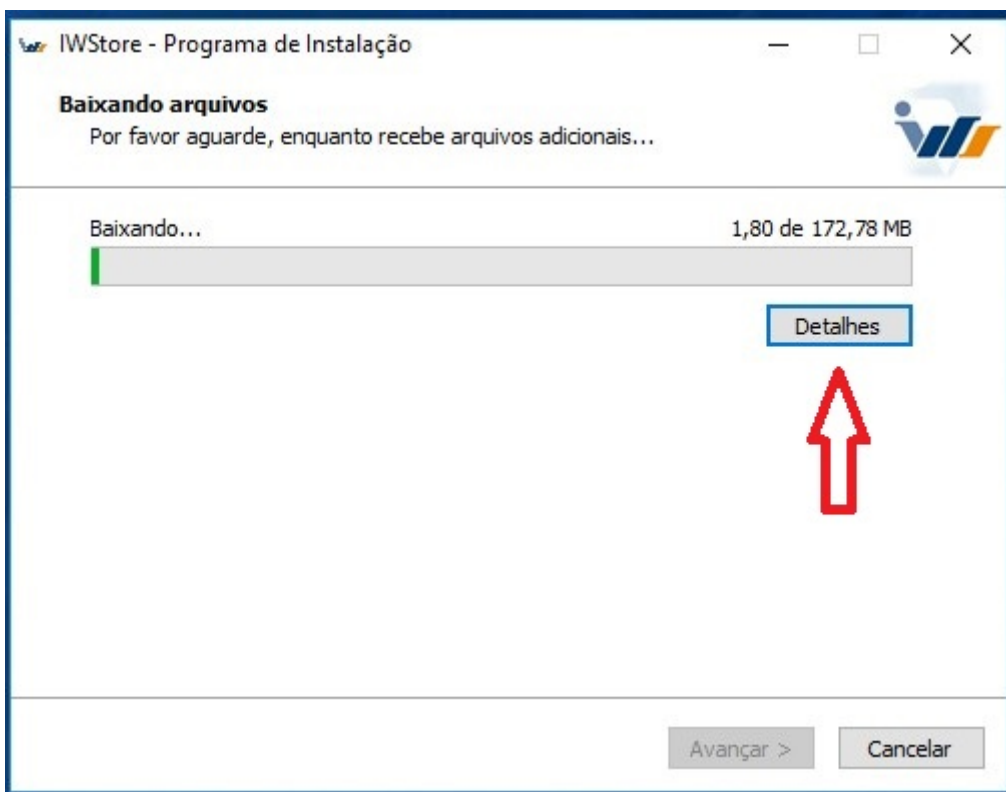 IWStore - Programa de Instalação
Baixando arquivos
Por favor aguarde, enquanto recebe arquivos adicionais...
iws
Baixando... 1,80 de 172,78 MB
Detalhes
Avançar > Cancelar